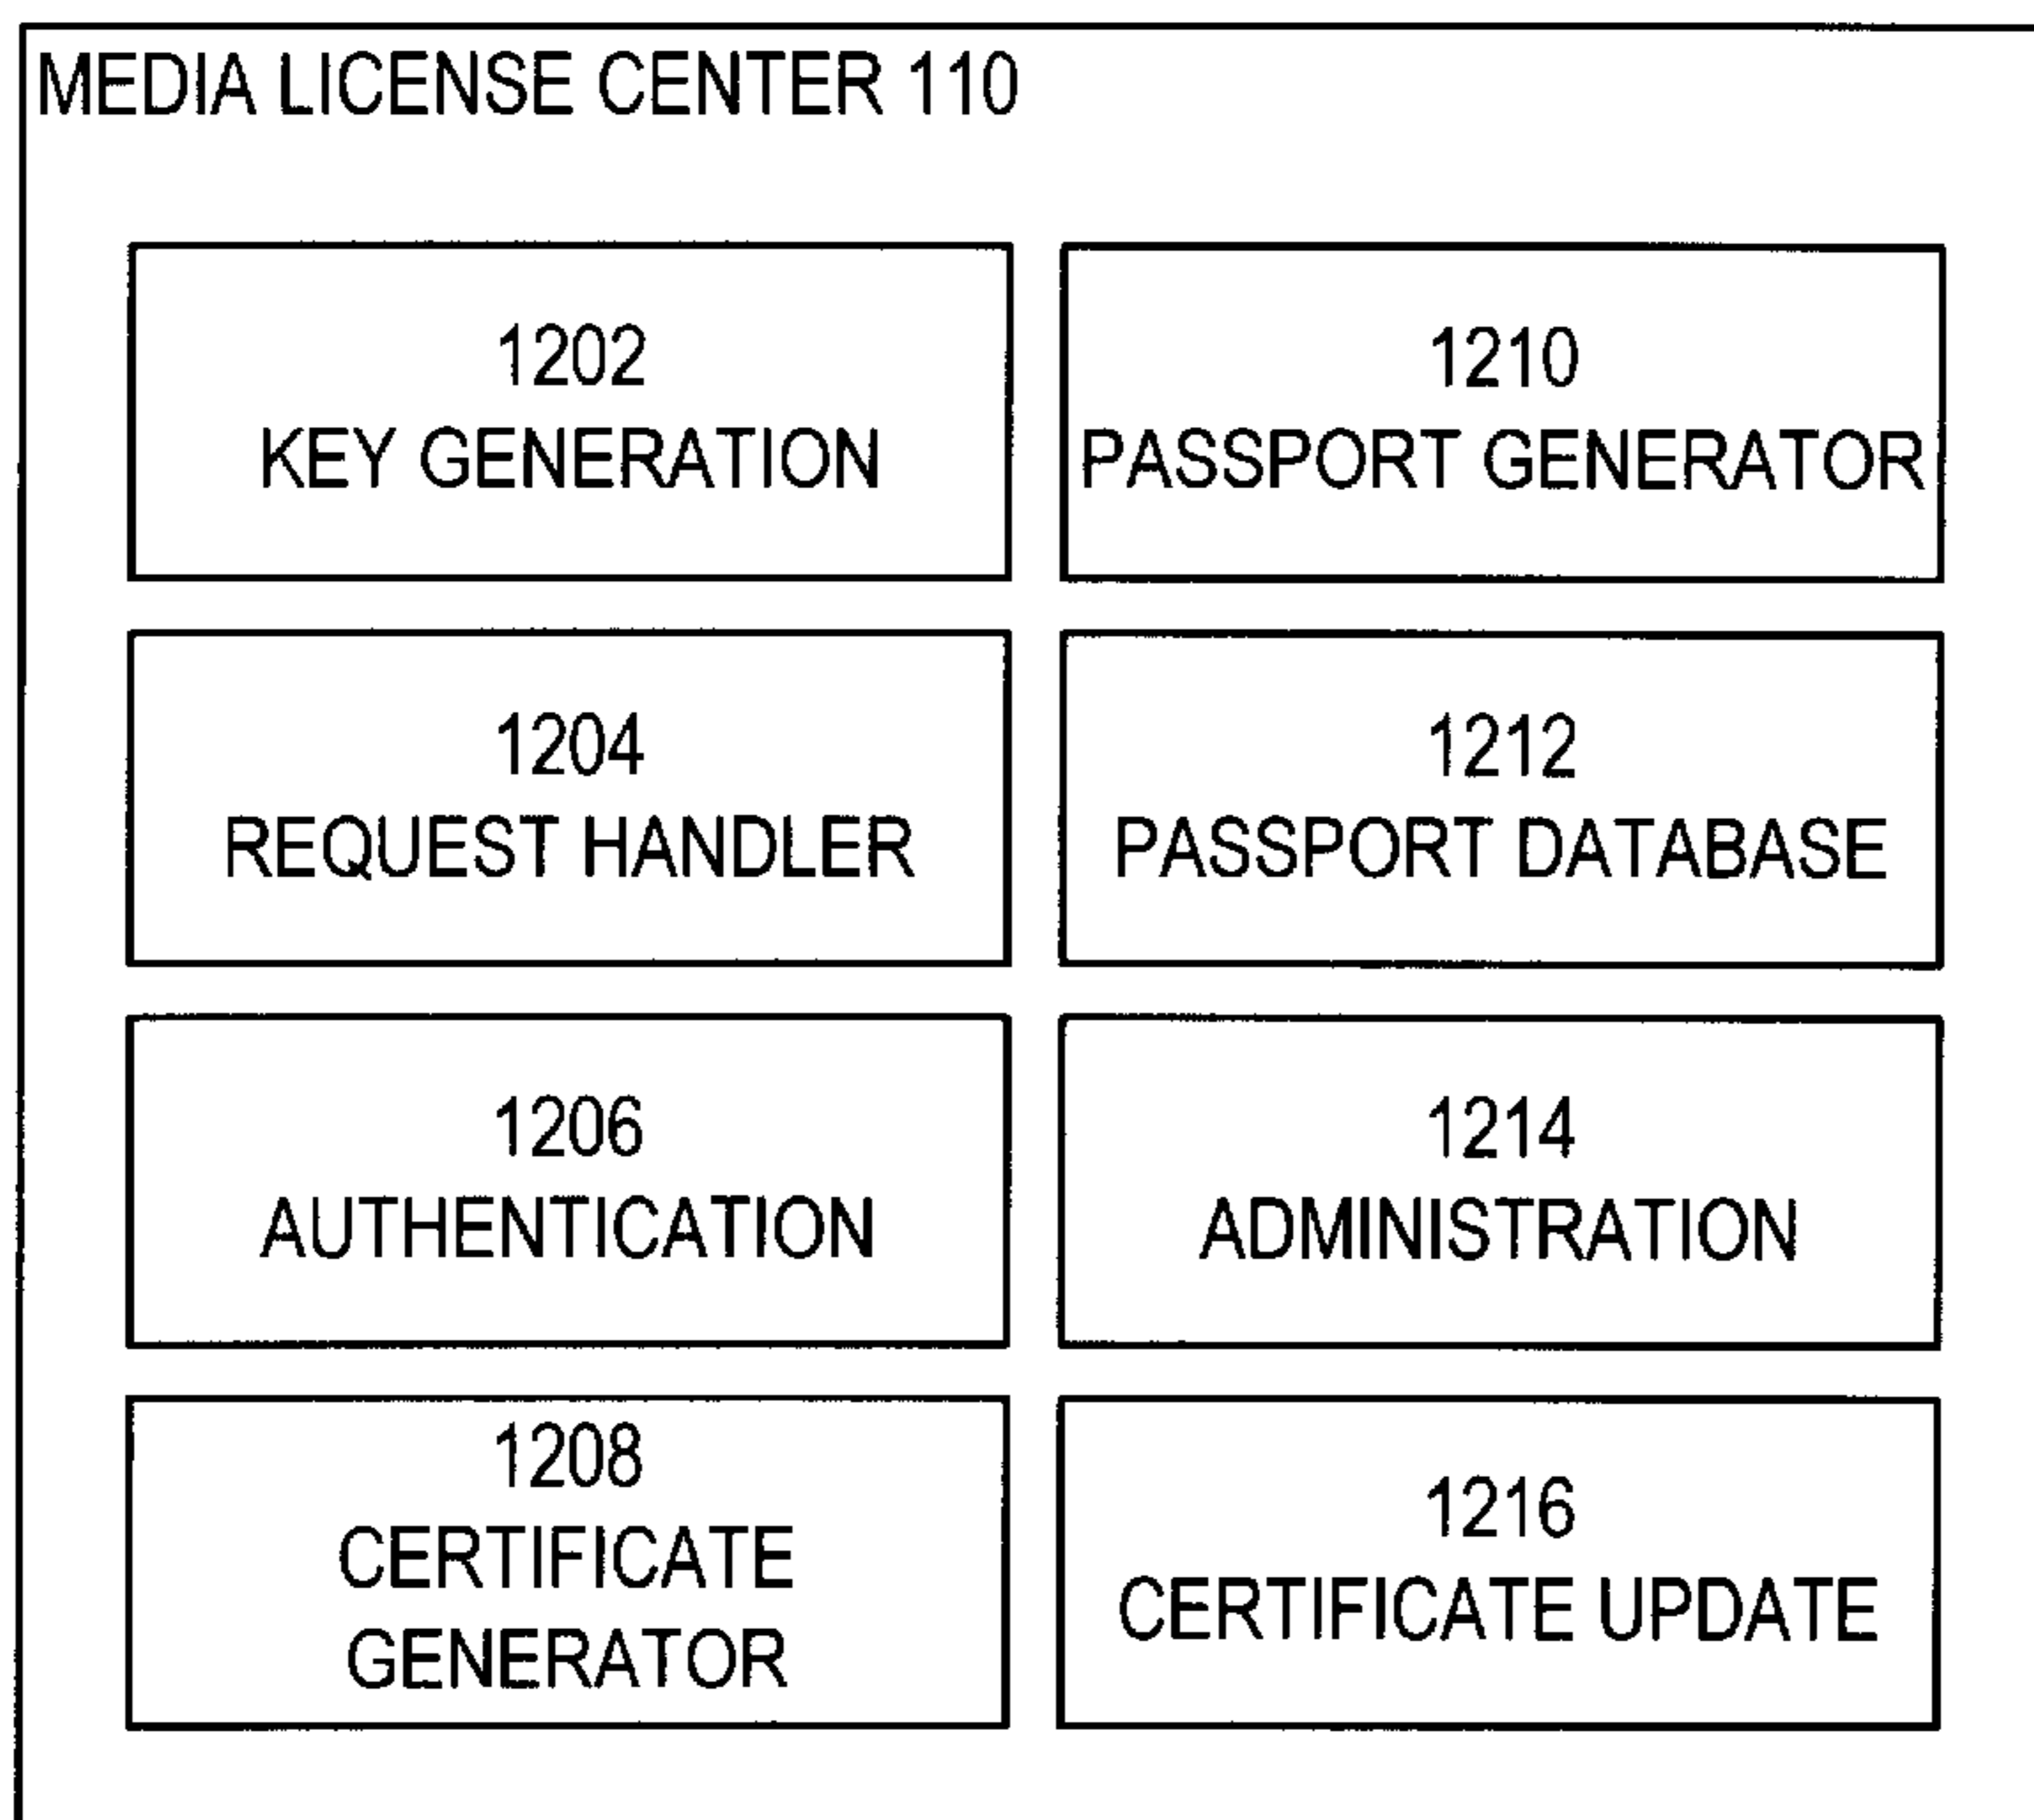 MEDIA LICENSE CENTER 110
1202
KEY GENERATION
1210
PASSPORT GENERATOR
1204
REQUEST HANDLER
1212
PASSPORT DATABASE
1206
AUTHENTICATION
1214
ADMINISTRATION
1208
CERTIFICATE
GENERATOR
1216
CERTIFICATE UPDATE